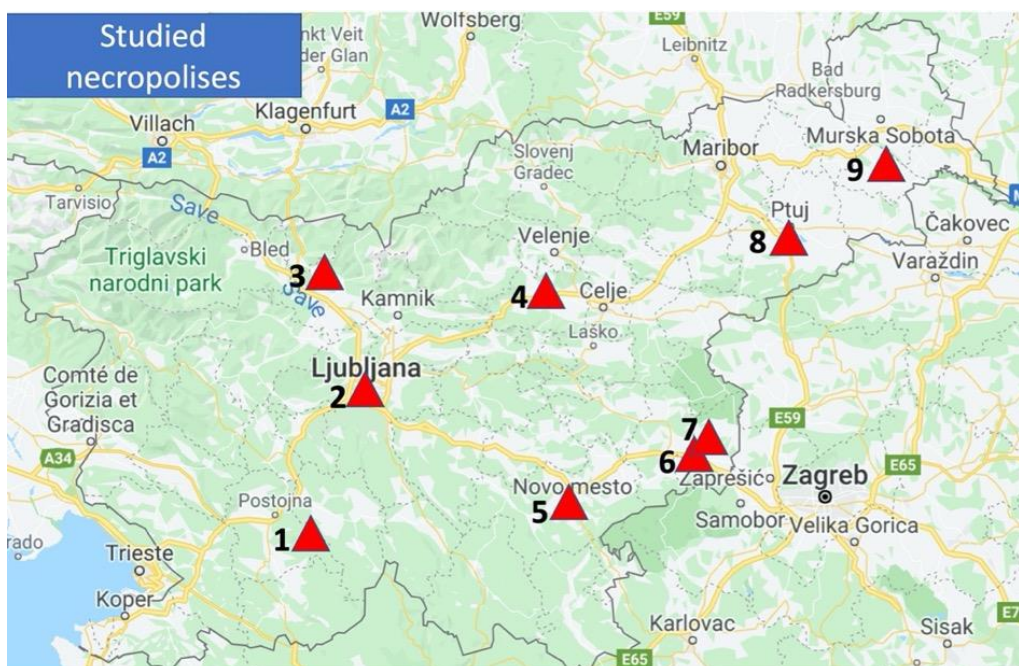 Studied
necropolises
Wolfsberg
E59
nkt Veit
der Glan
Leibnitz
Bad
Radkersburg
Klagenfurt
A2
Villach
A2
Murska Sobota
Maribor
9
Slovenj
Gradec
Tarvisio
Save
Ptuj
Čakovec
Bled
Velenje
8
Varaždin
Triglavski
narodni park
3
Save
Kamnik
4
Celje
Laško
Ljubljana
2
Comté de
Gorizia et
Gradisca
E59
7
6
A34
E65
Zaprešić
Zagreb
Novo mesto
5
Postojna
Samobor
Velika Gorica
1
rado
Trieste
Koper
Karlovac
Sisak
E7
E65